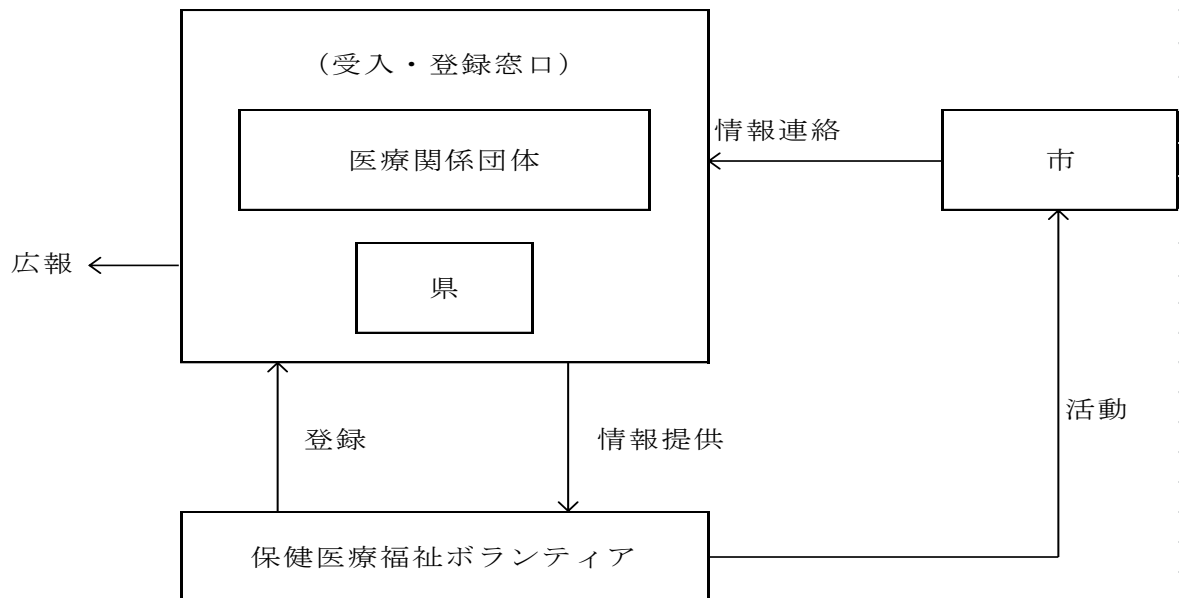 (受入・登録窓口)
情報連絡
医療関係団体
市
広報
県
活動
登録
情報提供
保健医療福祉ボランティア